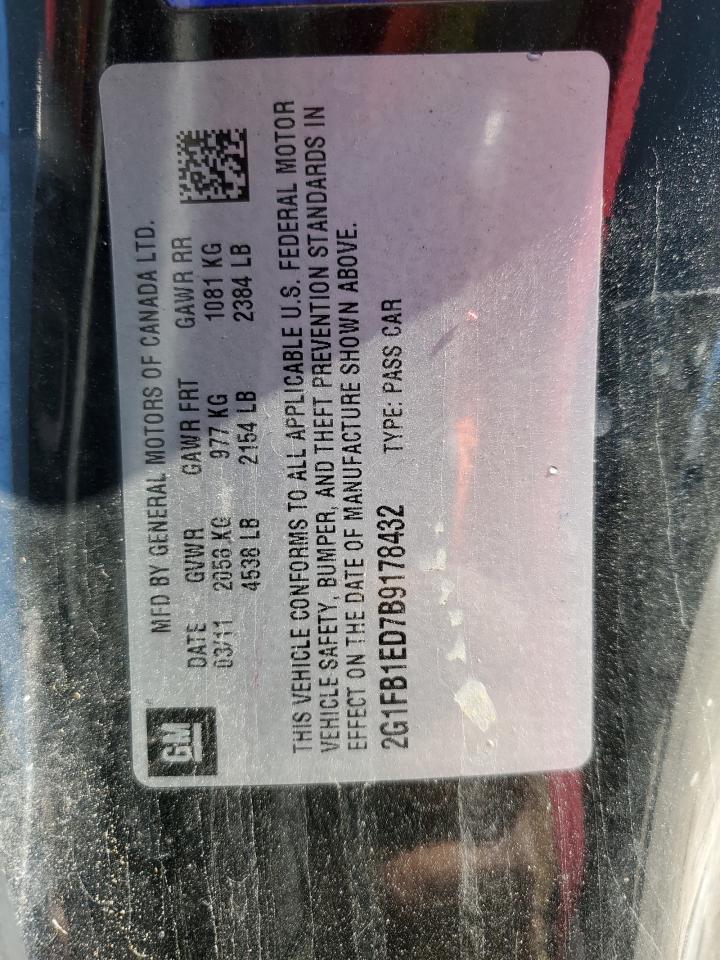 GM
MFD BY GENERAL MOTORS OF CANADA LTD.
DATE GVWR GAWR FRT GAWR RR
03/11 2058 KG 977 KG 1081 KG
4538 LB 2154 LB 2384 LB
THIS VEHICLE CONFORMS TO ALL APPLICABLE U.S. FEDERAL MOTOR
VEHICLE SAFETY, BUMPER, AND THEFT PREVENTION STANDARDS IN
EFFECT ON THE DATE OF MANUFACTURE SHOWN ABOVE.
2G1FB1ED7B9178432 TYPE: PASS CAR